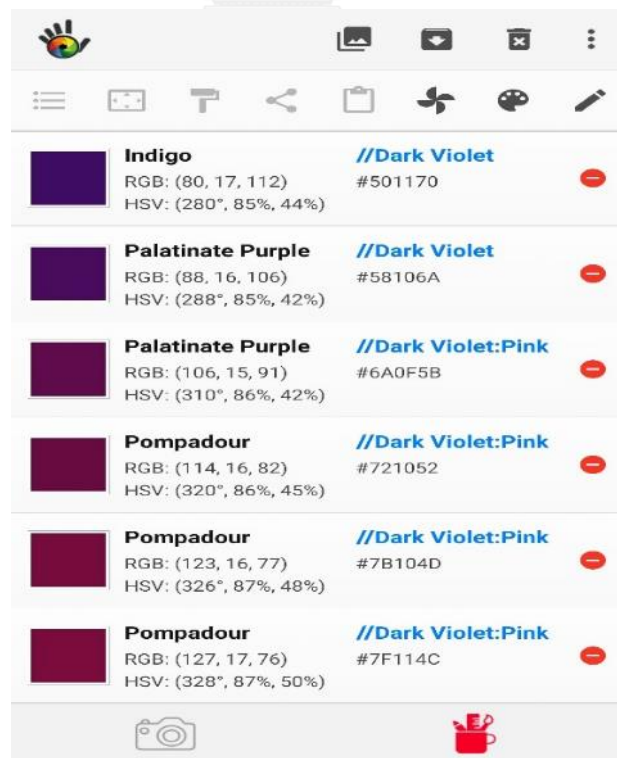 Indigo //Dark Violet
RGB: (80, 17, 112) #501170
HSV: (280°, 85%, 44%)
Palatinate Purple //Dark Violet
RGB: (88, 16, 106) #58106A
HSV: (288°, 85%, 42%)
Palatinate Purple //Dark Violet:Pink
RGB: (106, 15, 91) #6A0F5B
HSV: (310°, 86%, 42%)
Pompadour //Dark Violet:Pink
RGB: (114, 16, 82) #721052
HSV: (320°, 86%, 45%)
Pompadour //Dark Violet:Pink
RGB: (123, 16, 77) #7B104D
HSV: (326°, 87%, 48%)
Pompadour //Dark Violet:Pink
RGB: (127, 17, 76) #7F114C
HSV: (328°, 87%, 50%)